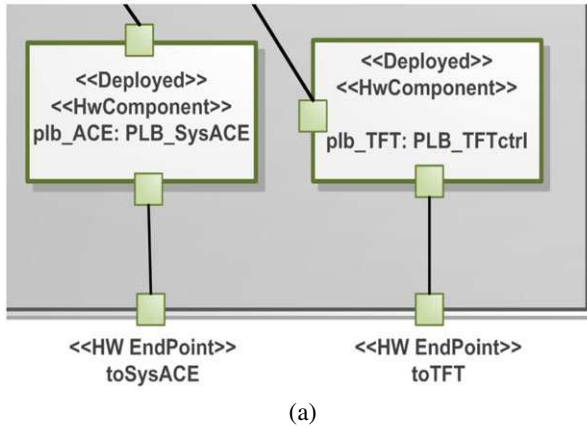 <<Deployed>>
<<HwComponent>>
plb_ACE: PLB_SysACE
<<Deployed>>
<<HwComponent>>
plb_TFT: PLB_TFTctrl
<<HW EndPoint>>
toSysACE
<<HW EndPoint>>
toTFT
(a)